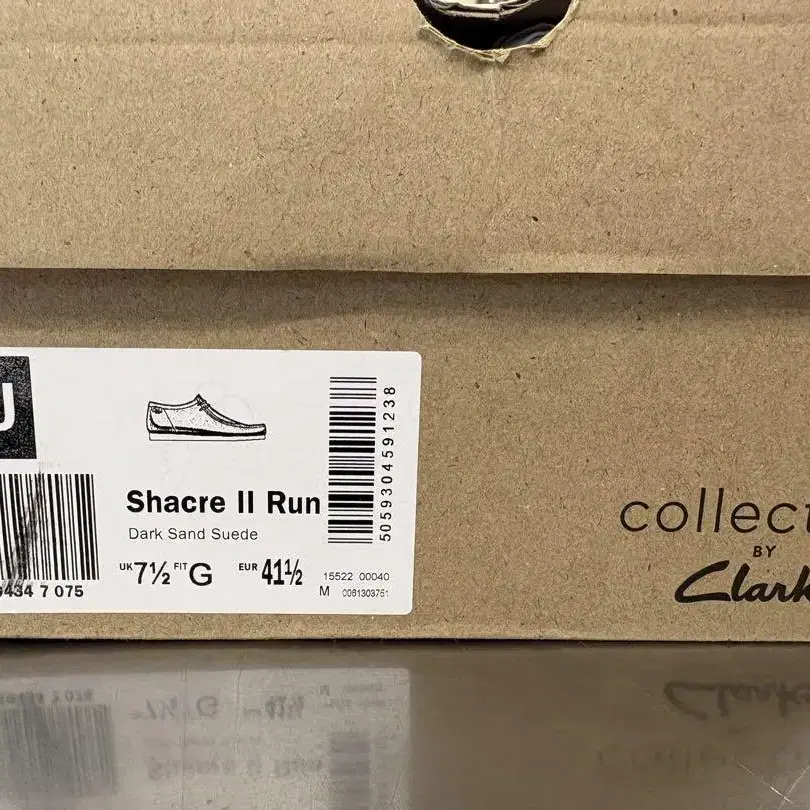 Shacre II Run
Dark Sand Suede
UK 7½ FIT G EUR 41½
5059304591238
15522 00040
M 0061303751
434 7 075
collect
BY
Clark